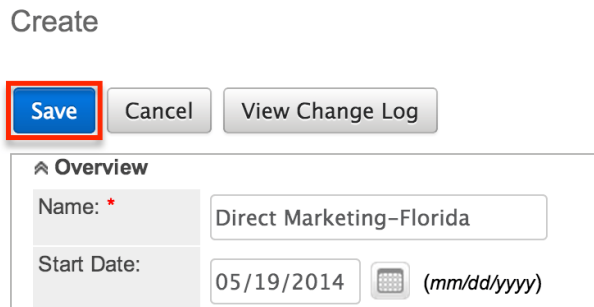 Create
Save Cancel View Change Log
Overview
Name: * Direct Marketing-Florida
Start Date: 05/19/2014 (mm/dd/yyyy)